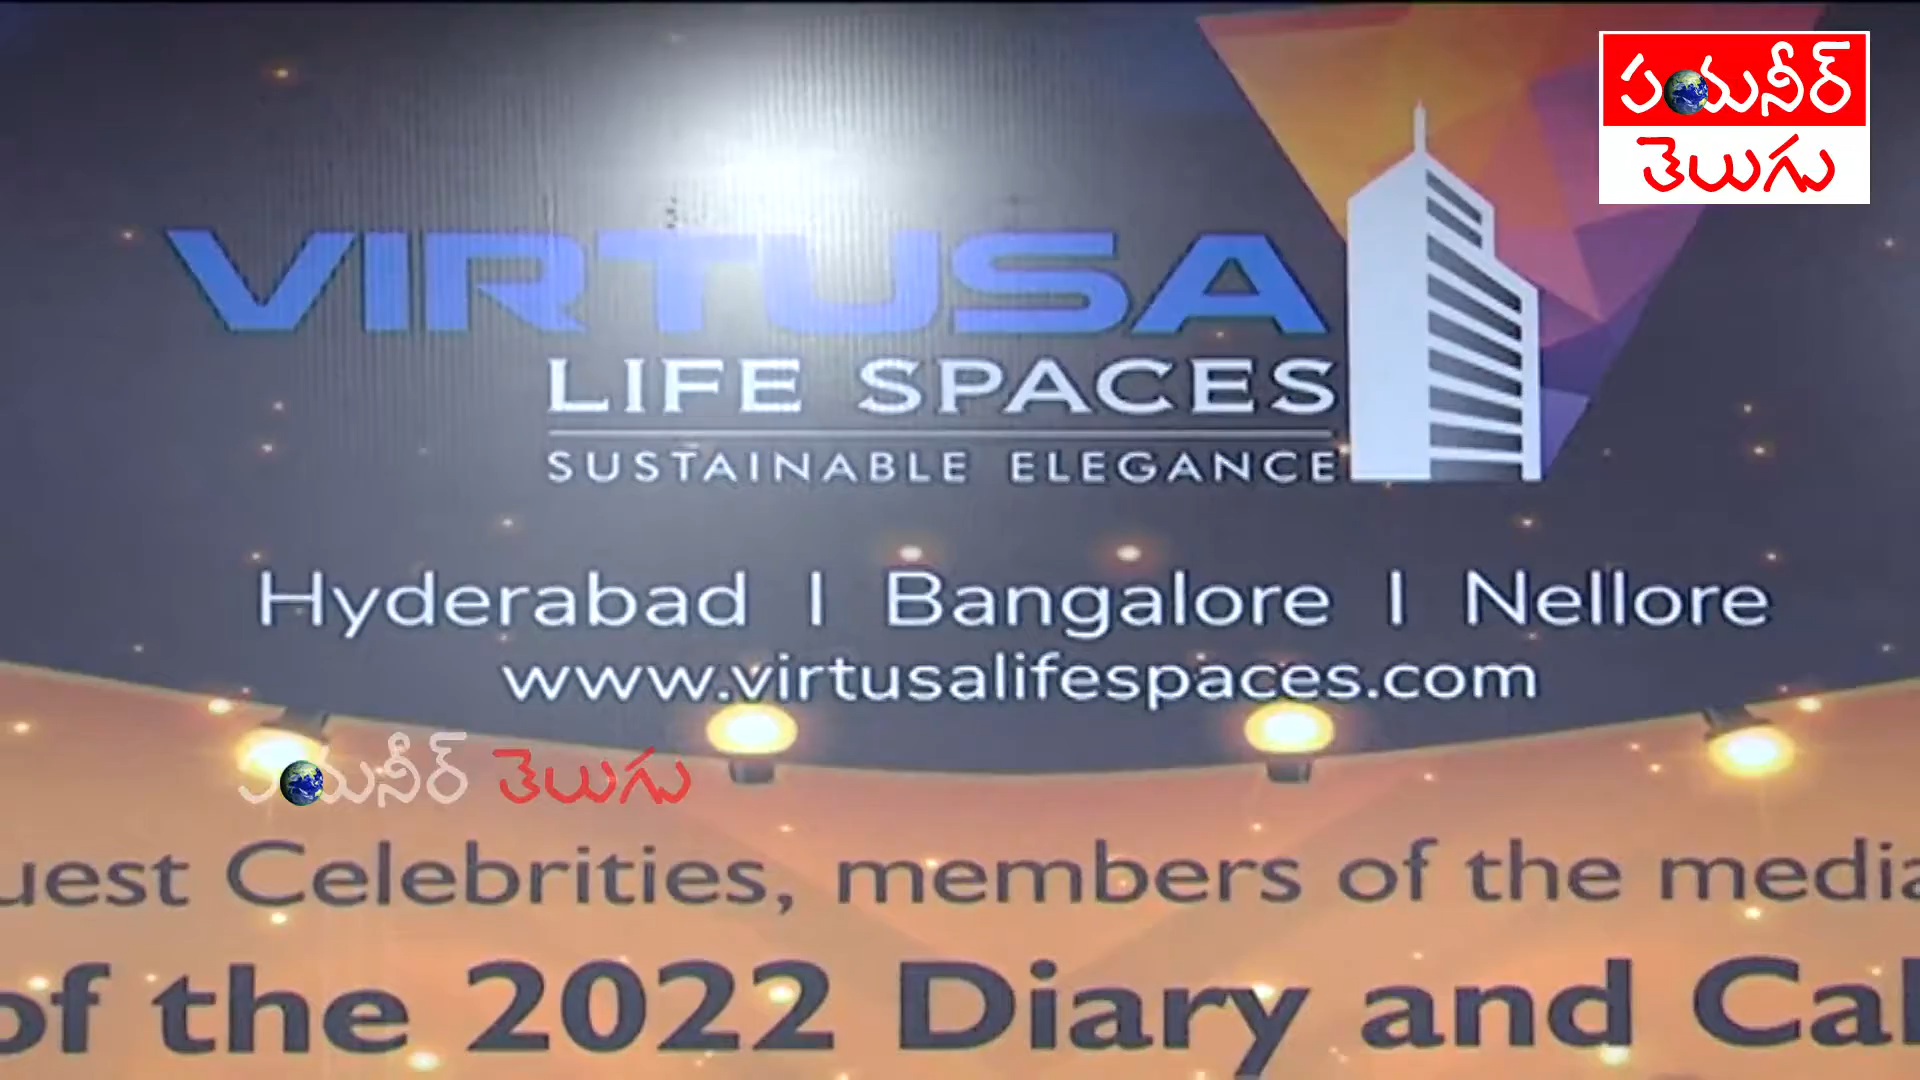 పయనీర్
తెలుగు
VIRTUSA
LIFE SPACES
SUSTAINABLE ELEGANCE
Hyderabad I Bangalore I Nellore
www.virtusalifespaces.com
పయనీర్ తెలుగు
uest Celebrities, members of the media
of the 2022 Diary and Cal